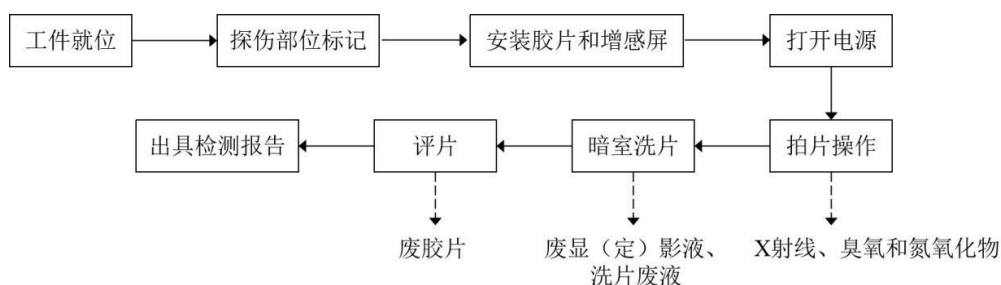 工件就位
探伤部位标记
安装胶片和增感屏
打开电源
出具检测报告
评片
暗室洗片
拍片操作
废胶片
废显（定）影液、
洗片废液
X射线、臭氧和氮氧化物